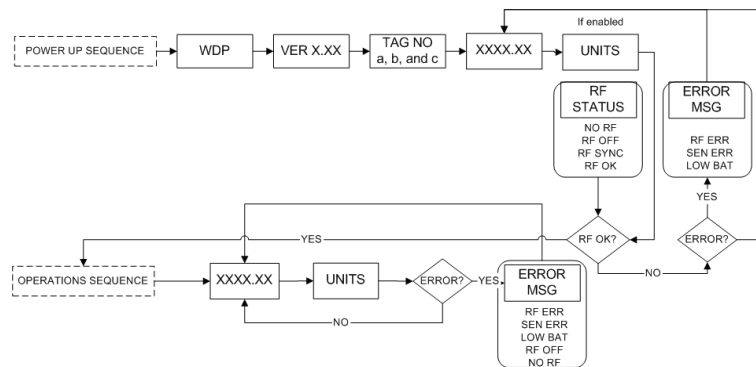 If enabled
POWER UP SEQUENCE
WDP
VER X.XX
TAG NO
a, b, and c
XXXX.XX
UNITS
RF
STATUS
NO RF
RF OFF
RF SYNC
RF OK
ERROR
MSG
RF ERR
SEN ERR
LOW BAT
YES
YES
RF OK?
ERROR?
NO
OPERATIONS SEQUENCE
XXXX.XX
UNITS
ERROR?
YES
NO
ERROR
MSG
RF ERR
SEN ERR
LOW BAT
RF OFF
NO RF